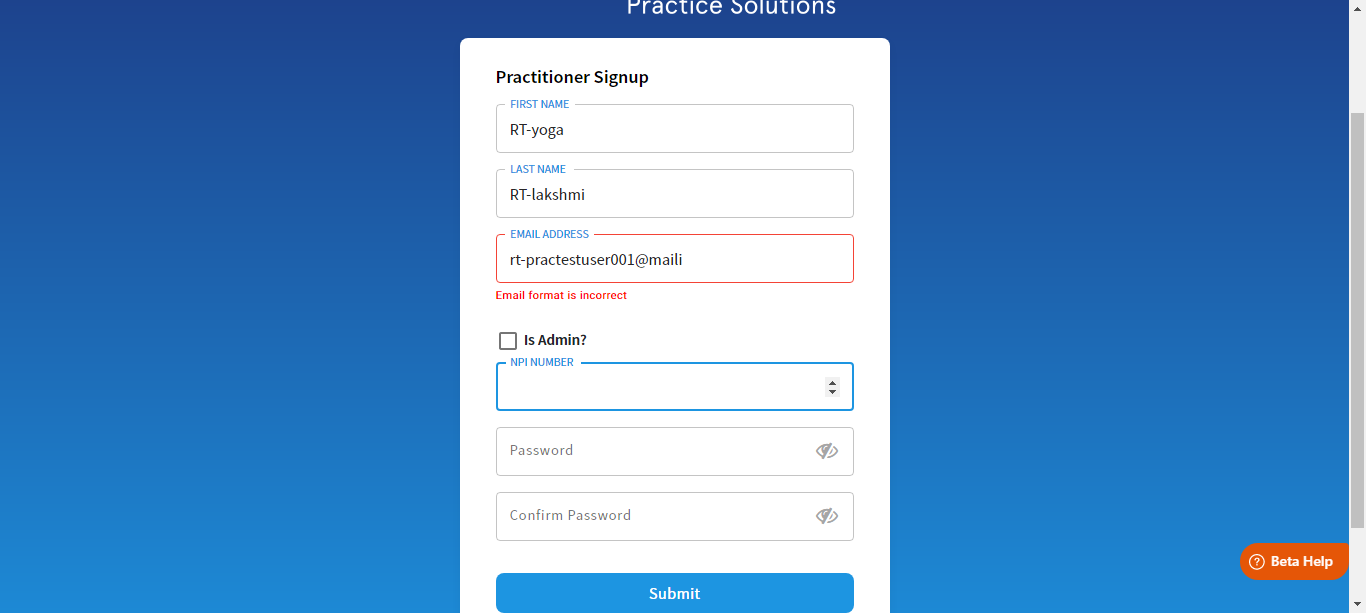 Practice Solutions
Practitioner Signup
FIRST NAME
RT-yoga
LAST NAME
RT-lakshmi
EMAIL ADDRESS
rt-practestuser001@maili
Email format is incorrect
Is Admin?
NPI NUMBER
Password
Confirm Password
Submit
? Beta Help